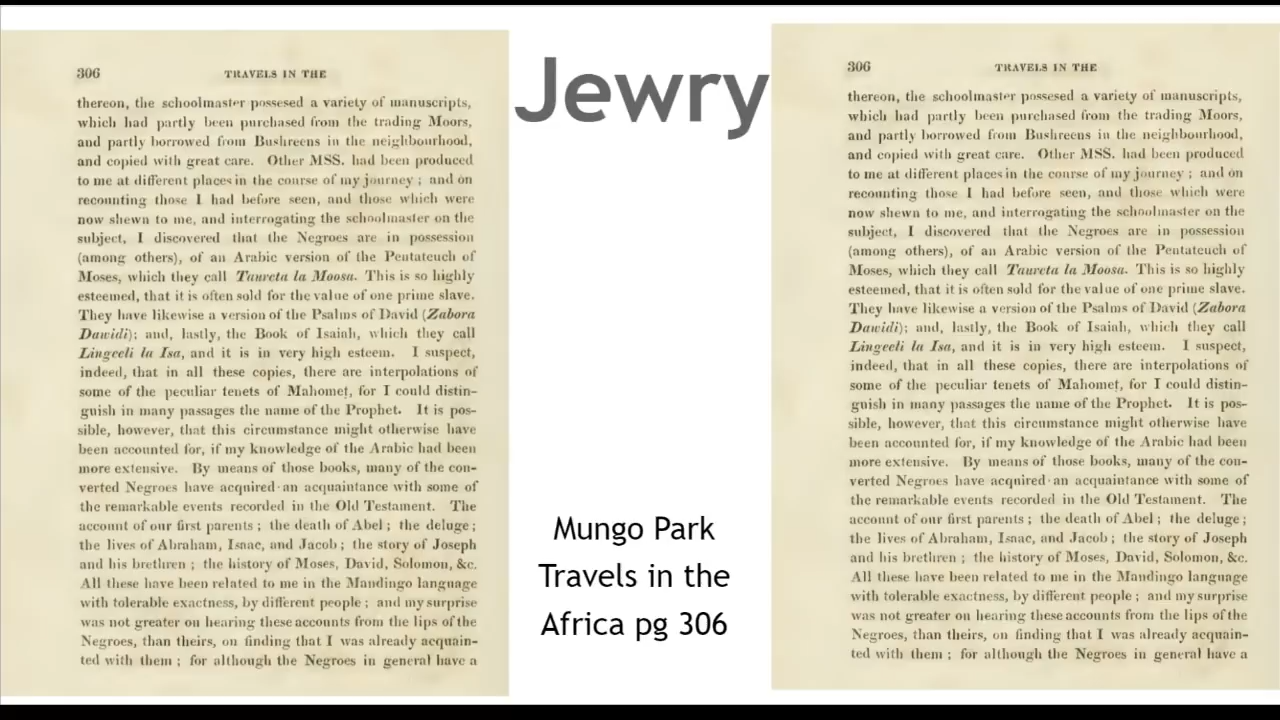 306 TRAVELS IN THE
thereon, the schoolmaster possesed a variety of manuscripts,
which had partly been purchased from the trading Moors,
and partly borrowed from Bushreens in the neighbourhood,
and copied with great care. Other MSS. had been produced
to me at different places in the course of my journey ; and on
recounting those I had before seen, and those which were
now shewn to me, and interrogating the schoolmaster on the
subject, I discovered that the Negroes are in possession
(among others), of an Arabic version of the Pentateuch of
Moses, which they call Taureta la Moosa. This is so highly
esteemed, that it is often sold for the value of one prime slave.
They have likewise a version of the Psalms of David (Zabora
Dawidi); and, lastly, the Book of Isaiah, which they call
Lingeeli la Isa, and it is in very high esteem. I suspect,
indeed, that in all these copies, there are interpolations of
some of the peculiar tenets of Mahomet, for I could distin-
guish in many passages the name of the Prophet. It is pos-
sible, however, that this circumstance might otherwise have
been accounted for, if my knowledge of the Arabic had been
more extensive. By means of those books, many of the con-
verted Negroes have acquired an acquaintance with some of
the remarkable events recorded in the Old Testament. The
account of our first parents ; the death of Abel ; the deluge ;
the lives of Abraham, Isaac, and Jacob ; the story of Joseph
and his brethren ; the history of Moses, David, Solomon, &c.
All these have been related to me in the Mandingo language
with tolerable exactness, by different people ; and my surprise
was not greater on hearing these accounts from the lips of the
Negroes, than theirs, on finding that I was already acquain-
ted with them ; for although the Negroes in general have a
Jewry
Mungo Park
Travels in the
Africa pg 306
306 TRAVELS IN THE
thereon, the schoolmaster possesed a variety of manuscripts,
which had partly been purchased from the trading Moors,
and partly borrowed from Bushreens in the neighbourhood,
and copied with great care. Other MSS. had been produced
to me at different places in the course of my journey ; and on
recounting those I had before seen, and those which were
now shewn to me, and interrogating the schoolmaster on the
subject, I discovered that the Negroes are in possession
(among others), of an Arabic version of the Pentateuch of
Moses, which they call Taureta la Moosa. This is so highly
esteemed, that it is often sold for the value of one prime slave.
They have likewise a version of the Psalms of David (Zabora
Dawidi); and, lastly, the Book of Isaiah, which they call
Lingeeli la Isa, and it is in very high esteem. I suspect,
indeed, that in all these copies, there are interpolations of
some of the peculiar tenets of Mahomet, for I could distin-
guish in many passages the name of the Prophet. It is pos-
sible, however, that this circumstance might otherwise have
been accounted for, if my knowledge of the Arabic had been
more extensive. By means of those books, many of the con-
verted Negroes have acquired an acquaintance with some of
the remarkable events recorded in the Old Testament. The
account of our first parents ; the death of Abel ; the deluge ;
the lives of Abraham, Isaac, and Jacob ; the story of Joseph
and his brethren ; the history of Moses, David, Solomon, &c.
All these have been related to me in the Mandingo language
with tolerable exactness, by different people ; and my surprise
was not greater on hearing these accounts from the lips of the
Negroes, than theirs, on finding that I was already acquain-
ted with them ; for although the Negroes in general have a